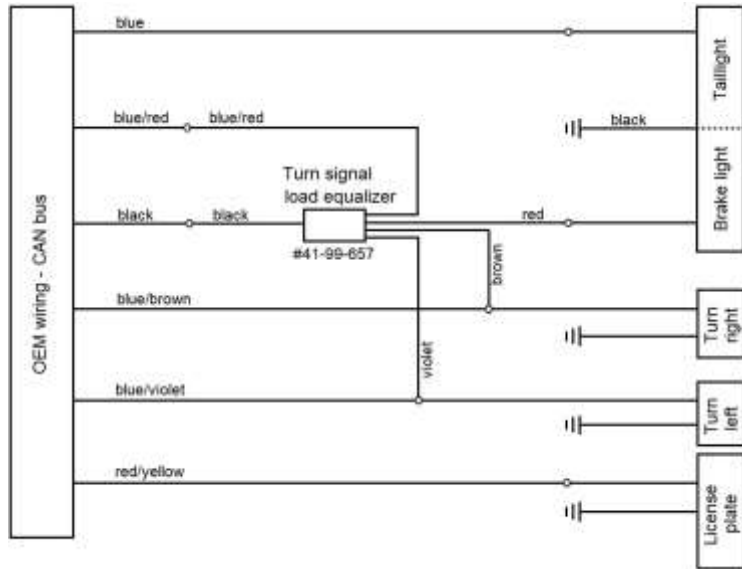 blue
Taillight
blue/red
blue/red
black
Turn signal
load equalizer
black
black
red
Brake light
#41-99-657
brown
OEM wiring - CAN bus
blue/brown
Turn
right
violet
blue/violet
Turn
left
red/yellow
License
plate